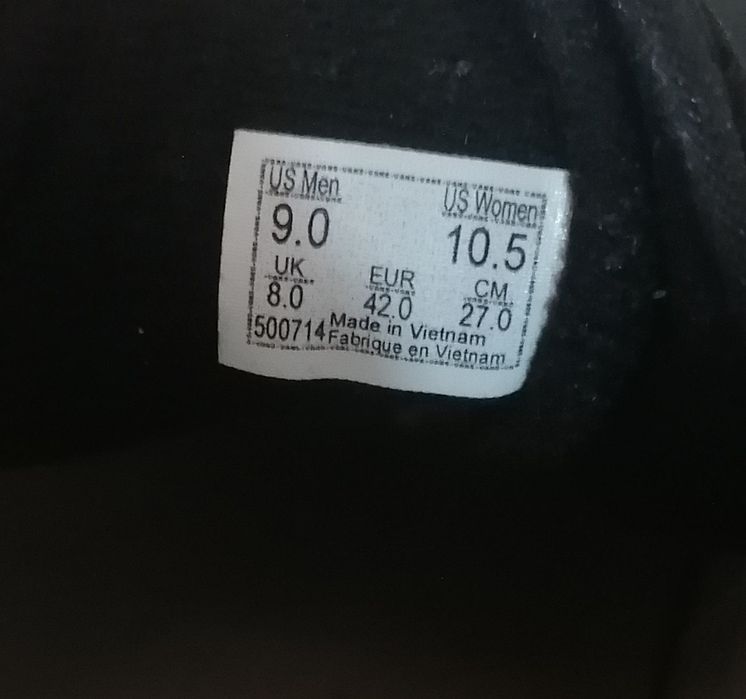 US Men US Women
9.0 10.5
UK EUR CM
8.0 42.0 27.0
500714 Made in Vietnam
Fabrique en Vietnam